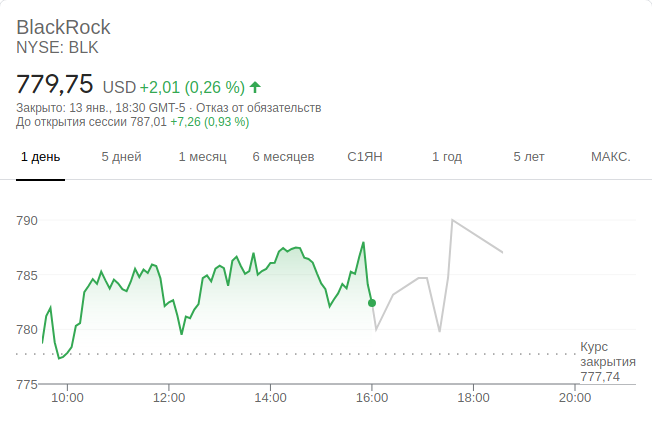 BlackRock
NYSE: BLK
779,75 USD +2,01 (0,26 %)
Закрыто: 13 янв., 18:30 GMT-5 · Отказ от обязательств
До открытия сессии 787,01 +7,26 (0,93 %)
1 день 5 дней 1 месяц 6 месяцев С1ЯН 1 год 5 лет МАКС.
790
785
780
Курс
закрытия
777,74
775
10:00 12:00 14:00 16:00 18:00 20:00